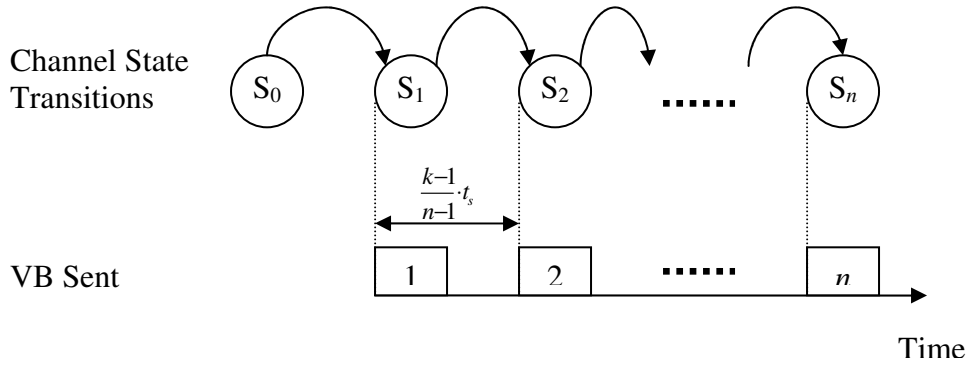 Channel State
Transitions
S₀ S₁ S₂ ...... Sₙ
k−1
n−1 ·tₛ
VB Sent
1 2 ...... n
Time